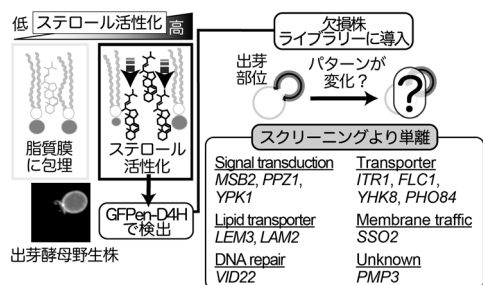 低 ステロール活性化 高
脂質膜
に包埋
ステロール
活性化
GFPen-D4H
で検出
出芽酵母野生株
欠損株
ライブラリーに導入
出芽
部位
パターンが
変化？
?
スクリーニングより単離
Signal transduction
MSB2, PPZ1,
YPK1
Lipid transporter
LEM3, LAM2
DNA repair
VID22
Transporter
ITR1, FLC1,
YHK8, PHO84
Membrane traffic
SSO2
Unknown
PMP3